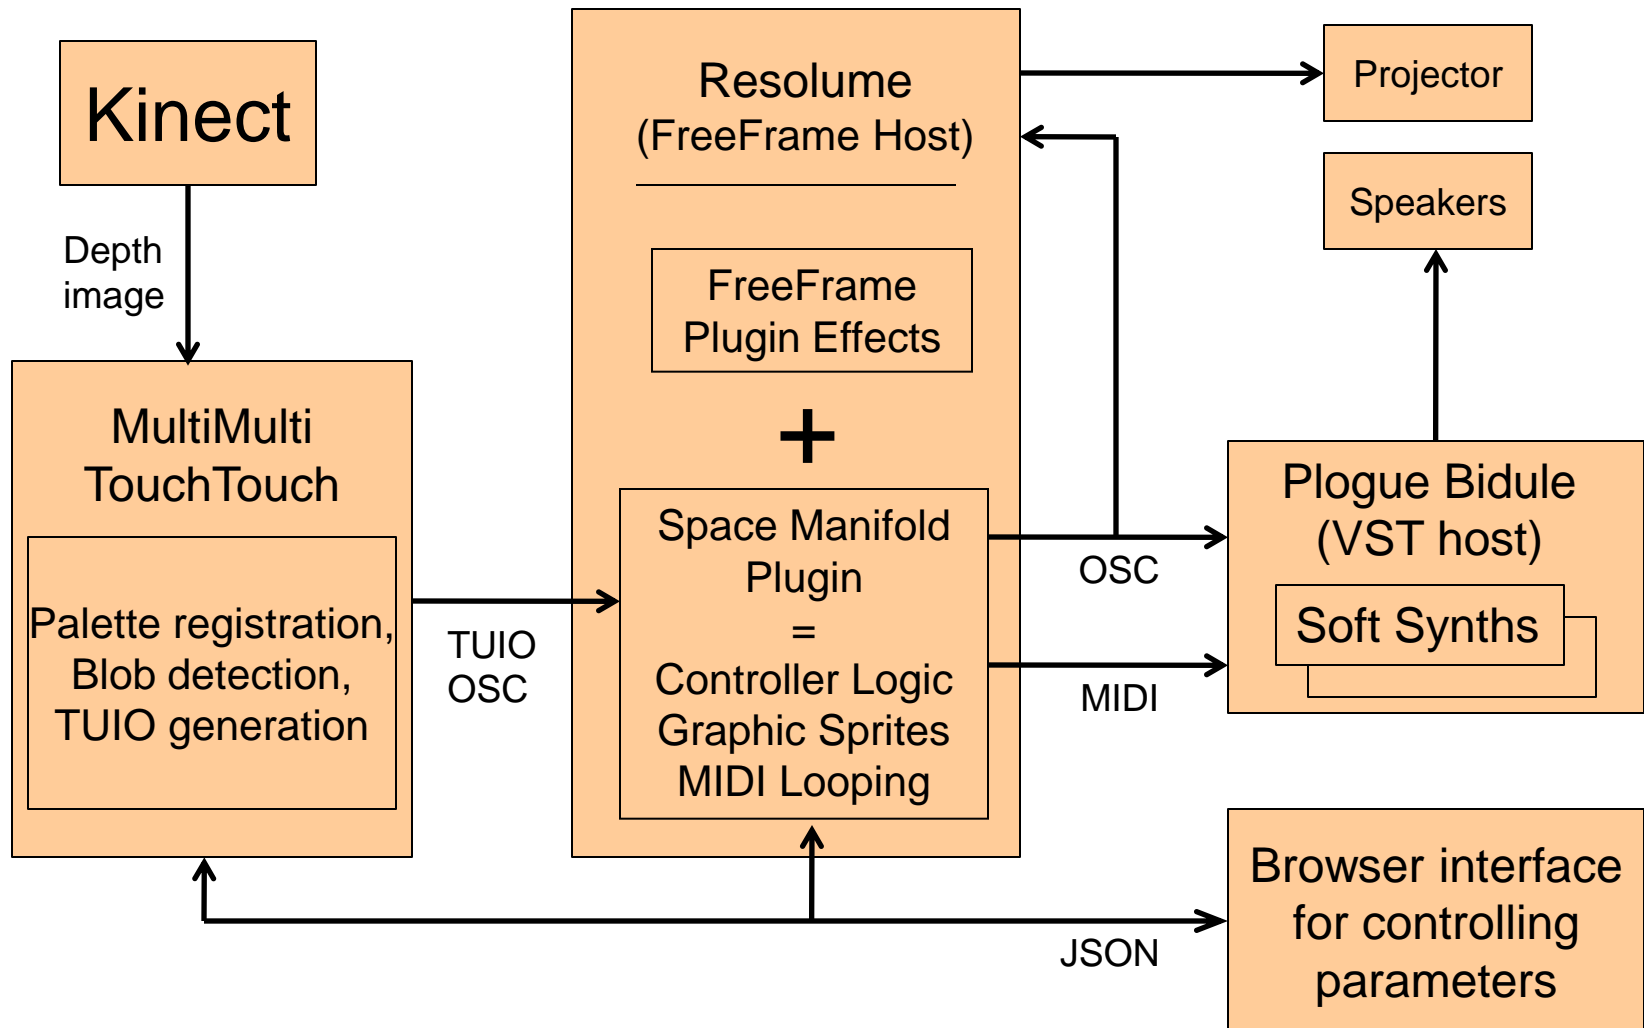 Kinect
Depth
image
MultiMulti
TouchTouch
Palette registration,
Blob detection,
TUIO generation
TUIO
OSC
Resolume
(FreeFrame Host)
FreeFrame
Plugin Effects
+
Space Manifold
Plugin
=
Controller Logic
Graphic Sprites
MIDI Looping
OSC
MIDI
JSON
Projector
Speakers
Plogue Bidule
(VST host)
Soft Synths
Browser interface
for controlling
parameters